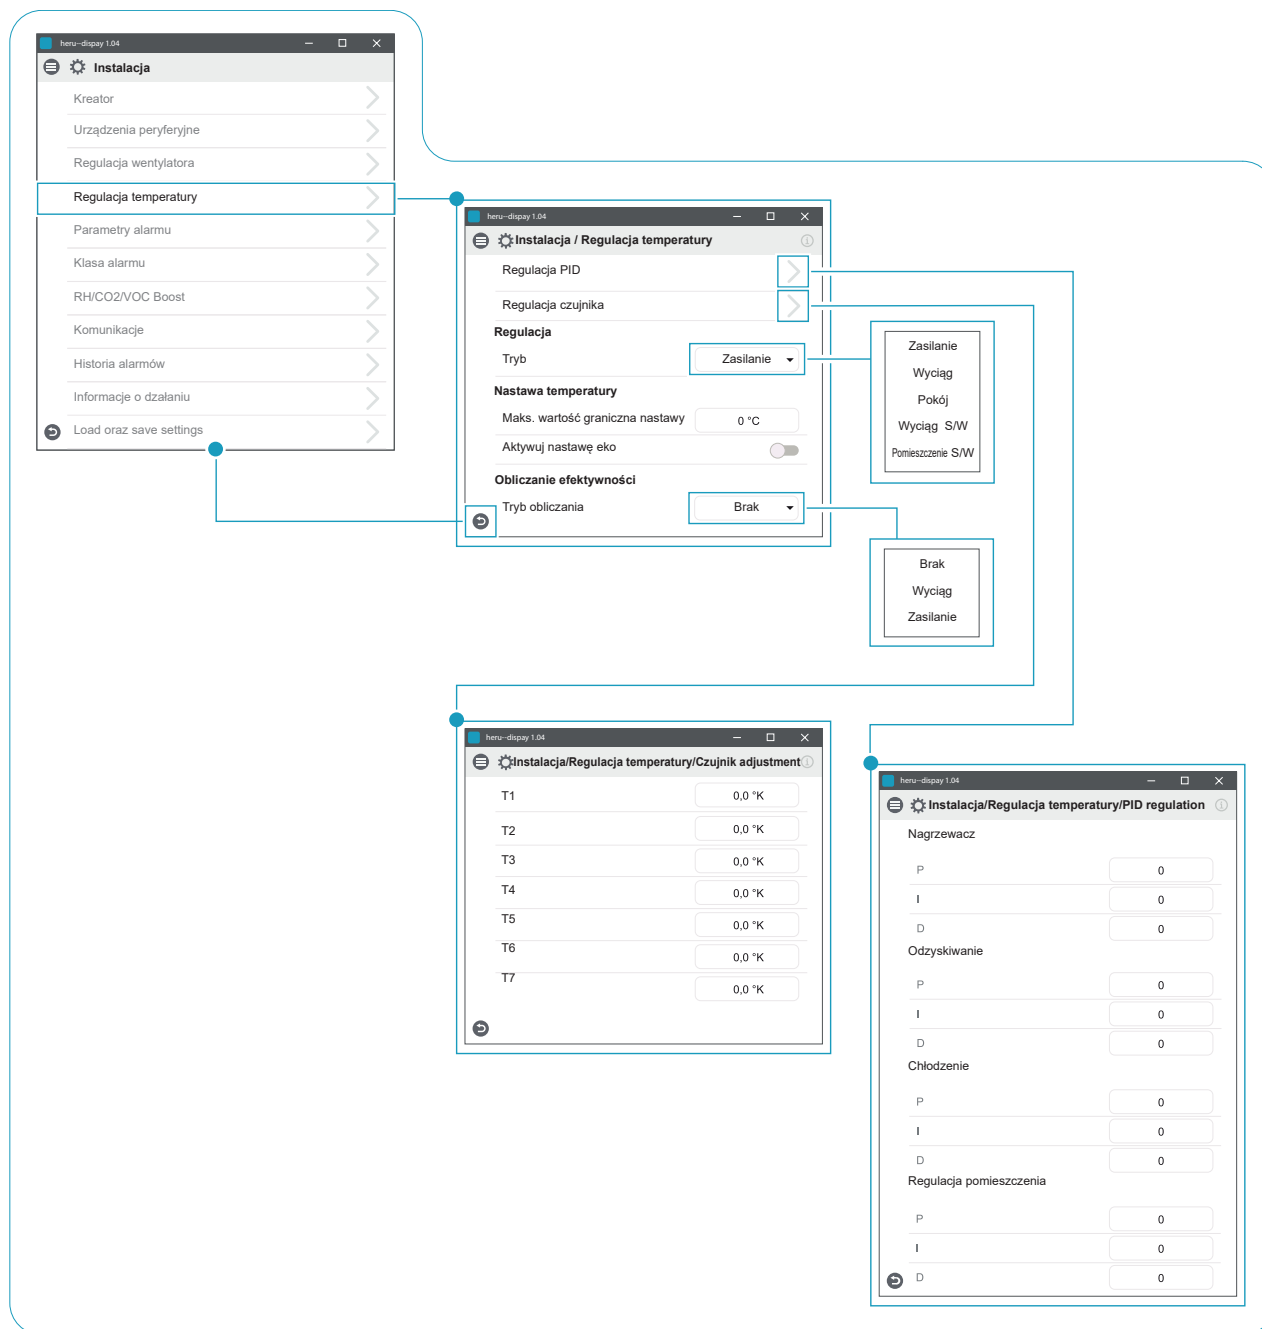 heru--dispay 1.04
Instalacja
Kreator
Urządzenia peryferyjne
Regulacja wentylatora
Regulacja temperatury
Parametry alarmu
Klasa alarmu
RH/CO2/VOC Boost
Komunikacje
Historia alarmów
Informacje o dzałaniu
Load oraz save settings
heru--dispay 1.04
Instalacja / Regulacja temperatury
Regulacja PID
Regulacja czujnika
Regulacja
Tryb Zasilanie
Nastawa temperatury
Maks. wartość graniczna nastawy 0 °C
Aktywuj nastawę eko
Obliczanie efektywności
Tryb obliczania Brak
Zasilanie
Wyciąg
Pokój
Wyciąg S/W
Pomieszczenie S/W
Brak
Wyciąg
Zasilanie
heru--dispay 1.04
Instalacja/Regulacja temperatury/Czujnik adjustment
T1 0,0 °K
T2 0,0 °K
T3 0,0 °K
T4 0,0 °K
T5 0,0 °K
T6 0,0 °K
T7 0,0 °K
heru--dispay 1.04
Instalacja/Regulacja temperatury/PID regulation
Nagrzewacz
P 0
I 0
D 0
Odzyskiwanie
P 0
I 0
D 0
Chłodzenie
P 0
I 0
D 0
Regulacja pomieszczenia
P 0
I 0
D 0